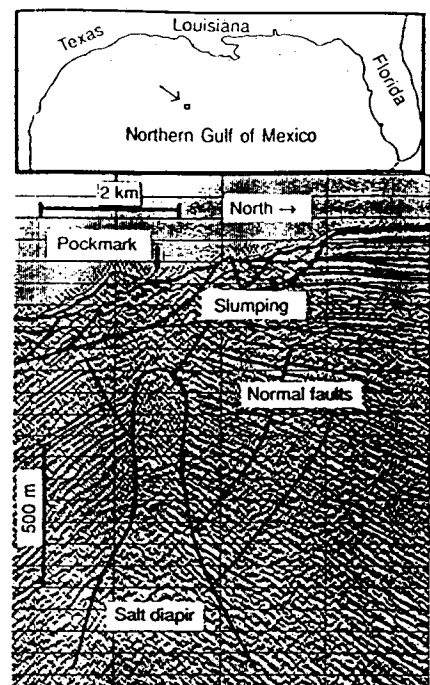 Louisiana
Texas
Florida
Northern Gulf of Mexico
2 km
North →
Pockmark
Slumping
Normal faults
500 m
Salt diapir